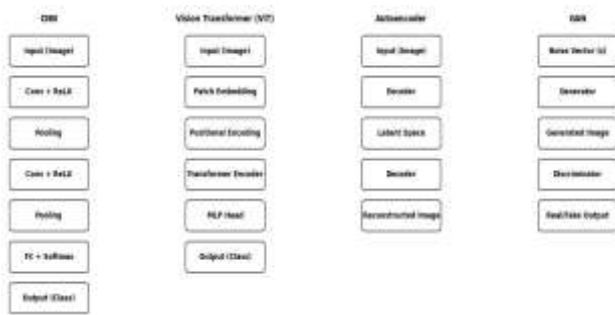 CNN
Input (Image)
Conv + ReLU
Pooling
Conv + ReLU
Pooling
FC + Softmax
Output (Class)
Vision Transformer (ViT)
Input (Image)
Patch Embedding
Positional Encoding
Transformer Encoder
MLP Head
Output (Class)
Autoencoder
Input (Image)
Encoder
Latent Space
Decoder
Reconstructed Image
GAN
Noise Vector (z)
Generator
Generated Image
Discriminator
Real/Fake Output